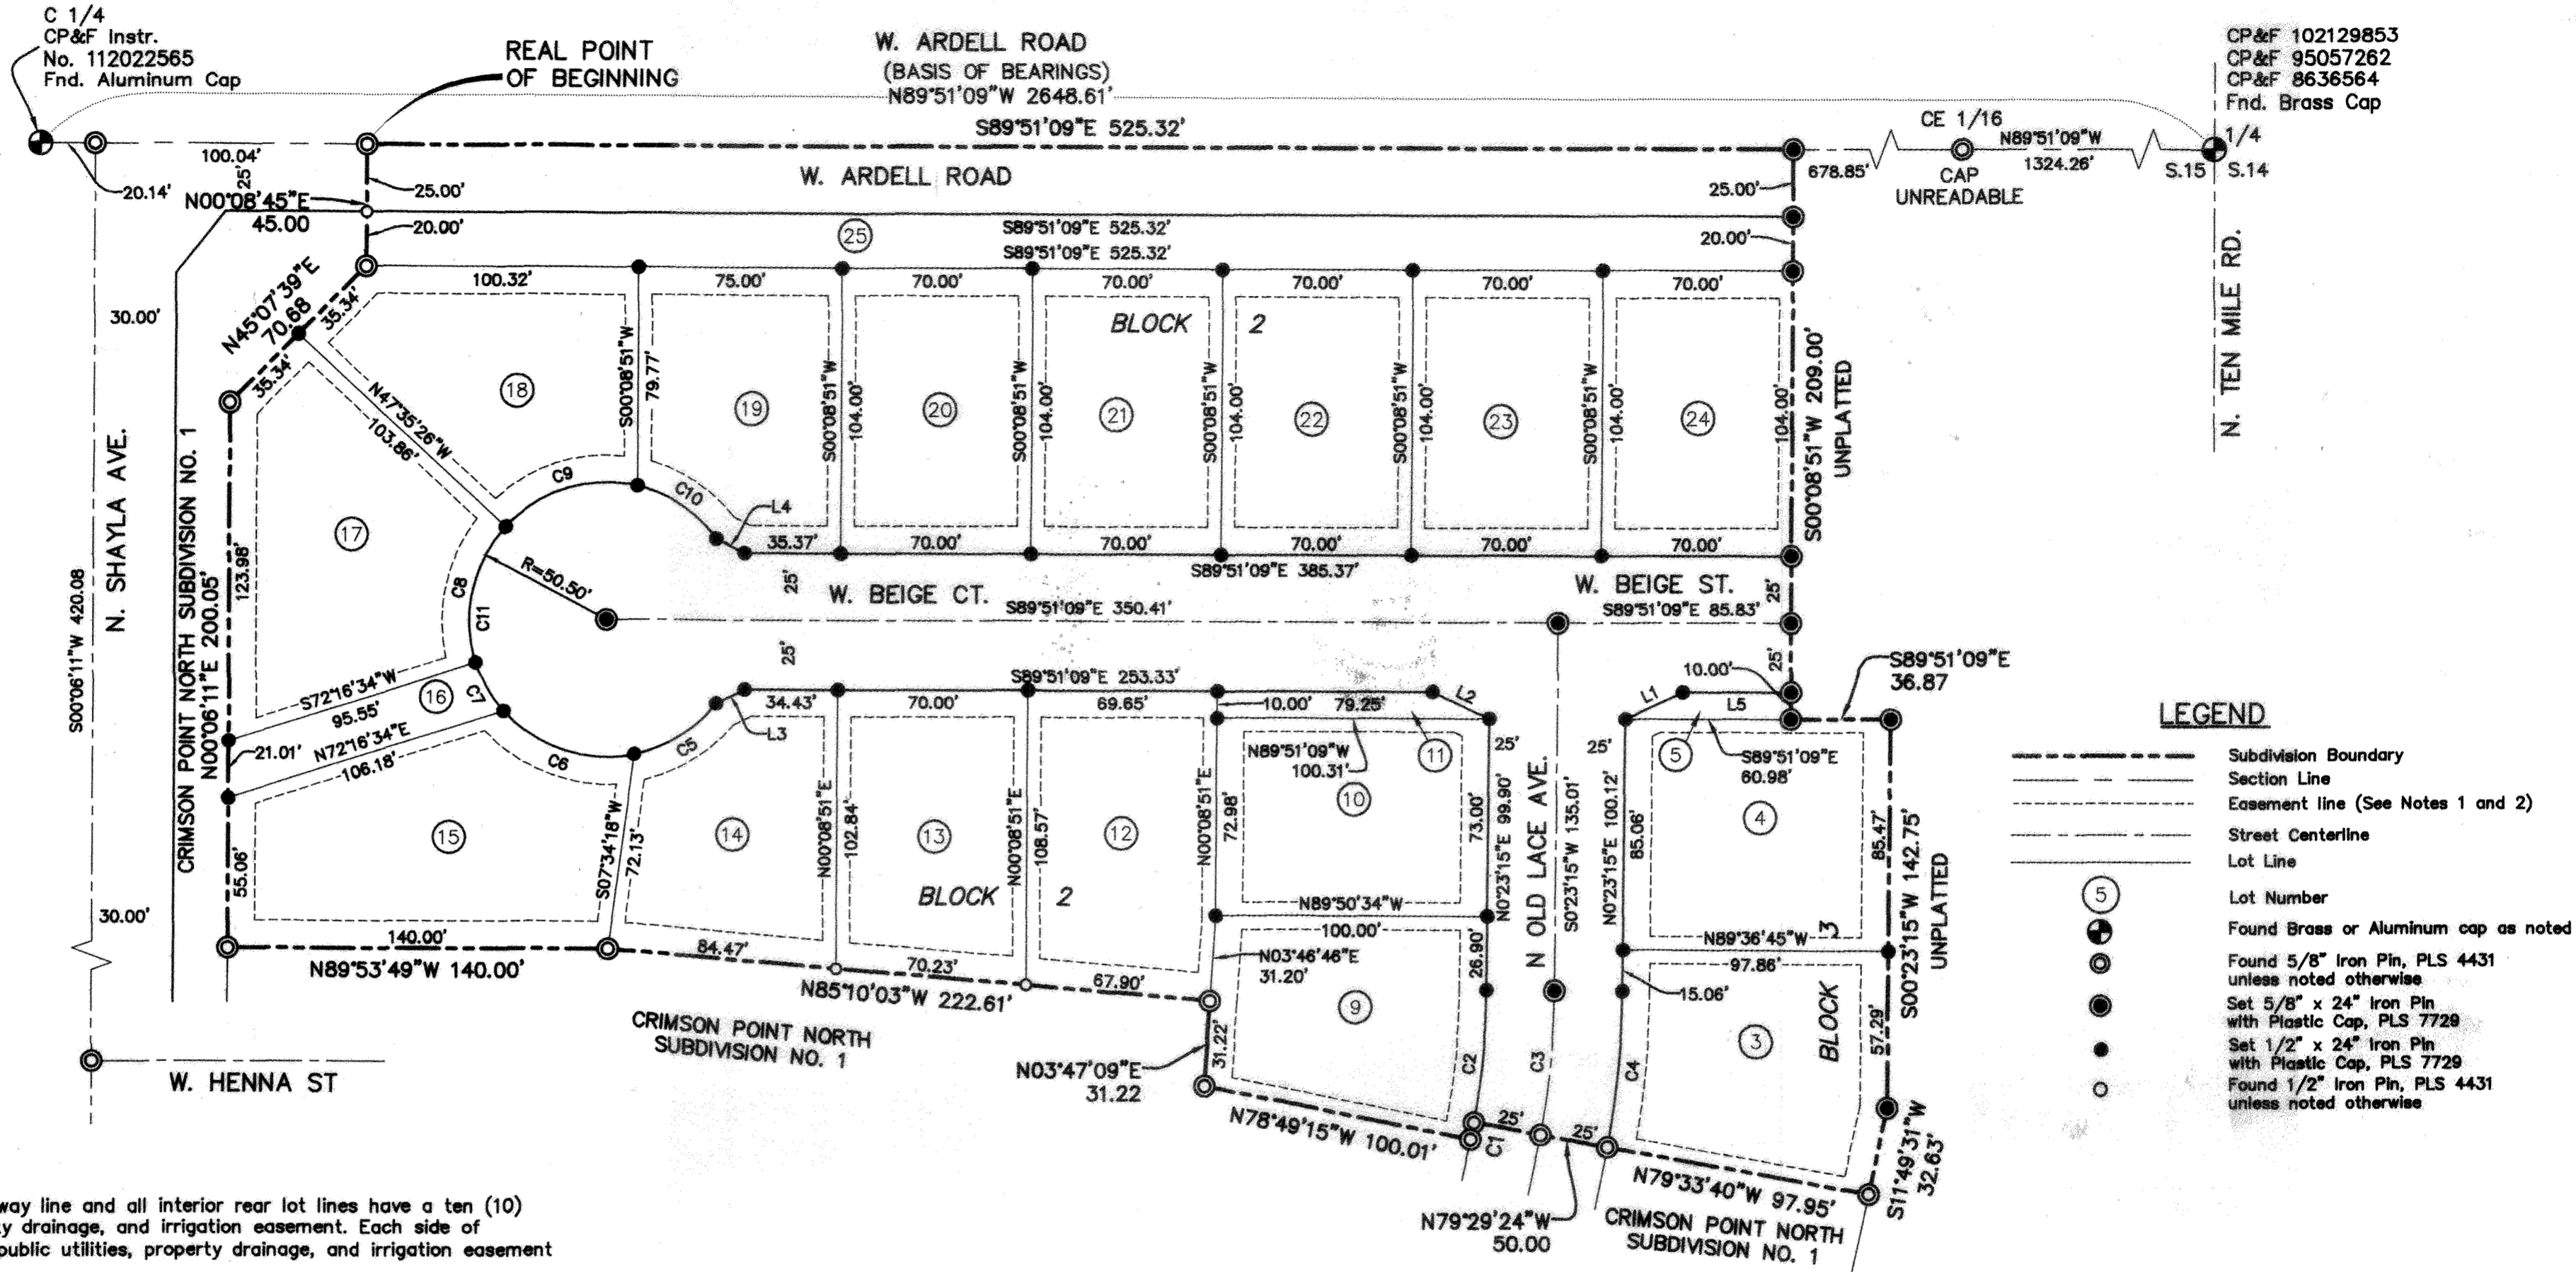 C 1/4
CP&F Instr.
No. 112022565
Fnd. Aluminum Cap
REAL POINT
OF BEGINNING
W. ARDELL ROAD
(BASIS OF BEARINGS)
N89°51'09"W 2648.61'
S89°51'09"E 525.32'
CP&F 102129853
CP&F 95057262
CP&F 8636564
Fnd. Brass Cap
1/4
S.15
S.14
CE 1/16
N89°51'09"W
1324.26'
678.85'
CAP
UNREADABLE
N. TEN MILE RD.
100.04'
20.14'
25'
25.00'
N00°08'45"E
45.00
20.00'
W. ARDELL ROAD
25.00'
20.00'
S89°51'09"E 525.32'
25
S89°51'09"E 525.32'
N45°07'39"E
70.68
35.34'
35.34'
30.00'
100.32'
75.00'
70.00'
70.00'
70.00'
70.00'
70.00'
BLOCK 2
S00°08'51"W
79.77'
S00°08'51"W
104.00'
S00°08'51"W
104.00'
S00°08'51"W
104.00'
S00°08'51"W
104.00'
S00°08'51"W
104.00'
104.00'
S00°08'51"W 209.00'
UNPLATTED
18
19
20
21
22
23
24
N47°35'26"W
103.86'
17
C9
C10
L4
35.37'
70.00'
70.00'
70.00'
70.00'
70.00'
S89°51'09"E 385.37'
25'
25'
R=50.50'
W. BEIGE CT.
W. BEIGE ST.
S89°51'09"E 350.41'
S89°51'09"E 85.83'
C8
C11
N. SHAYLA AVE.
S00°06'11"W 420.08
CRIMSON POINT NORTH SUBDIVISION NO. 1
N00°06'11"E 200.05'
123.98'
25'
25'
10.00'
S89°51'09"E
36.87
S89°51'09"E 253.33'
S72°16'34"W
95.55'
16
C7
21.01'
N72°16'34"E
106.18'
C6
C5
L3
34.43'
70.00'
69.65'
10.00'
79.25'
L2
L1
L5
N89°51'09"W
100.31'
11
25'
25'
5
S89°51'09"E
60.98'
55.06'
15
S07°34'18"W
72.13'
14
N00°08'51"E
102.84'
13
N00°08'51"E
108.57'
12
N00°08'51"E
72.98'
10
73.00'
N0°23'15"E 99.90'
N OLD LACE AVE.
S0°23'15"W 135.01'
N0°23'15"E 100.12'
85.06'
4
85.47'
S00°23'15"W 142.75'
UNPLATTED
BLOCK 2
30.00'
140.00'
N89°53'49"W 140.00'
84.47'
70.23'
67.90'
N85°10'03"W 222.61'
N89°50'34"W
100.00'
N03°46'46"E
31.20'
26.90'
N89°36'45"W
97.86'
15.06'
BLOCK 3
9
3
57.29'
CRIMSON POINT NORTH
SUBDIVISION NO. 1
N03°47'09"E
31.22
31.22'
C2
C3
C4
W. HENNA ST
N78°49'15"W 100.01'
C1
25'
25'
N79°33'40"W 97.95'
S11°49'31"W
32.63'
N79°29'24"W
50.00
CRIMSON POINT NORTH
SUBDIVISION NO. 1
LEGEND
Subdivision Boundary
Section Line
Easement line (See Notes 1 and 2)
Street Centerline
Lot Line
5
Lot Number
Found Brass or Aluminum cap as noted
Found 5/8" Iron Pin, PLS 4431
unless noted otherwise
Set 5/8" x 24" Iron Pin
with Plastic Cap, PLS 7729
Set 1/2" x 24" Iron Pin
with Plastic Cap, PLS 7729
Found 1/2" Iron Pin, PLS 4431
unless noted otherwise
way line and all interior rear lot lines have a ten (10)
drainage, and irrigation easement. Each side of
public utilities, property drainage, and irrigation easement